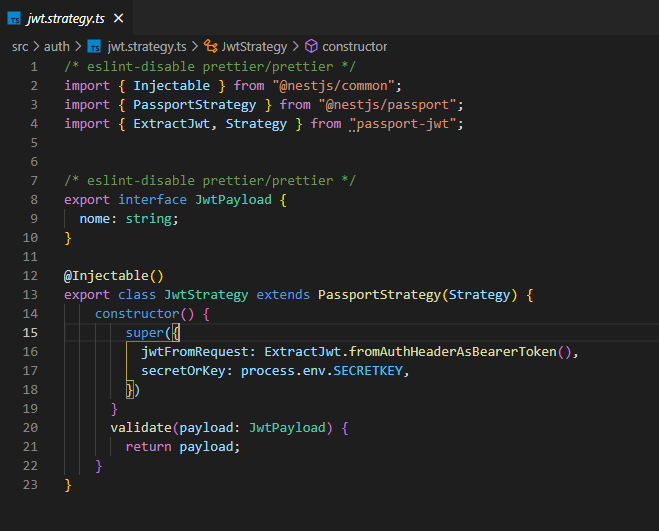 TS jwt.strategy.ts ×
src > auth > TS jwt.strategy.ts > JwtStrategy > constructor
1 /* eslint-disable prettier/prettier */
2 import { Injectable } from "@nestjs/common";
3 import { PassportStrategy } from "@nestjs/passport";
4 import { ExtractJwt, Strategy } from "passport-jwt";
5
6
7 /* eslint-disable prettier/prettier */
8 export interface JwtPayload {
9   nome: string;
10 }
11
12 @Injectable()
13 export class JwtStrategy extends PassportStrategy(Strategy) {
14     constructor() {
15         super({
16           jwtFromRequest: ExtractJwt.fromAuthHeaderAsBearerToken(),
17           secretOrKey: process.env.SECRETKEY,
18         })
19       }
20       validate(payload: JwtPayload) {
21         return payload;
22     }
23 }